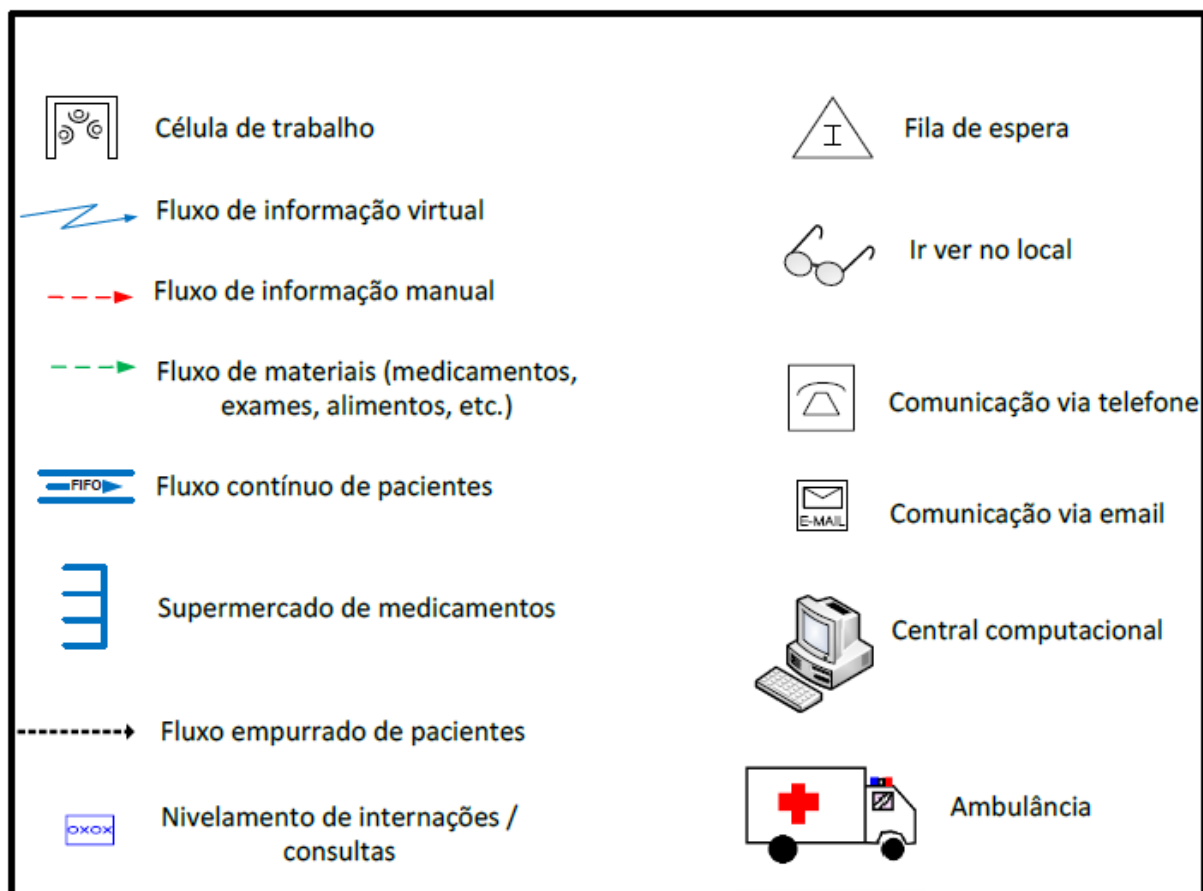 Célula de trabalho
Fluxo de informação virtual
Fluxo de informação manual
Fluxo de materiais (medicamentos,
exames, alimentos, etc.)
FIFO
Fluxo contínuo de pacientes
Supermercado de medicamentos
Fluxo empurrado de pacientes
OXOX
Nivelamento de internações /
consultas
I
Fila de espera
Ir ver no local
Comunicação via telefone
E-MAIL
Comunicação via email
Central computacional
Ambulância